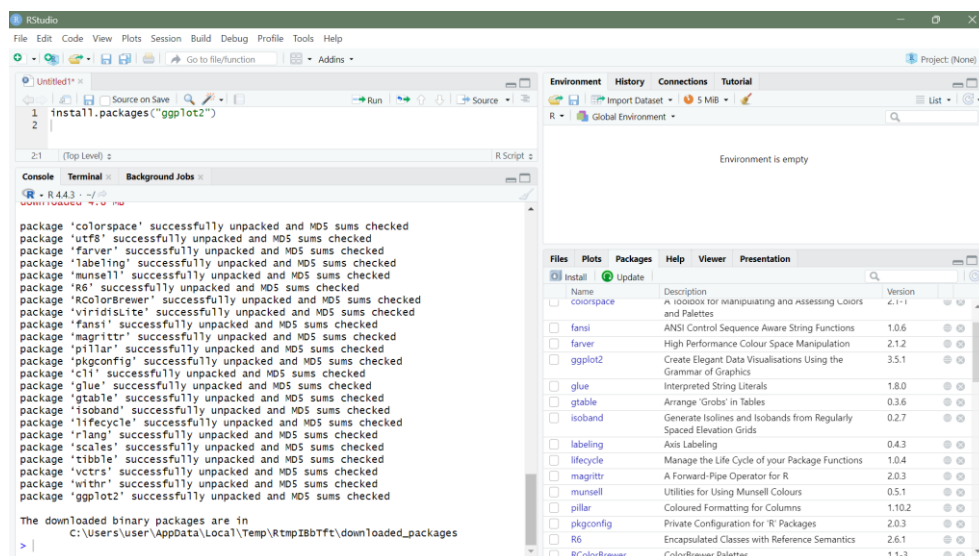 RStudio
File Edit Code View Plots Session Build Debug Profile Tools Help
Go to file/function Addins Project: (None)
Untitled1*
Source on Save Run Source
1 install.packages("ggplot2")
2
2:1 (Top Level) R Script
Console Terminal Background Jobs
R 4.4.3 · ~/
downloaded 4.8 MB
package 'colorspace' successfully unpacked and MD5 sums checked
package 'utf8' successfully unpacked and MD5 sums checked
package 'farver' successfully unpacked and MD5 sums checked
package 'labeling' successfully unpacked and MD5 sums checked
package 'munsell' successfully unpacked and MD5 sums checked
package 'R6' successfully unpacked and MD5 sums checked
package 'RColorBrewer' successfully unpacked and MD5 sums checked
package 'viridisLite' successfully unpacked and MD5 sums checked
package 'fansi' successfully unpacked and MD5 sums checked
package 'magrittr' successfully unpacked and MD5 sums checked
package 'pillar' successfully unpacked and MD5 sums checked
package 'pkgconfig' successfully unpacked and MD5 sums checked
package 'cli' successfully unpacked and MD5 sums checked
package 'glue' successfully unpacked and MD5 sums checked
package 'gtable' successfully unpacked and MD5 sums checked
package 'isoband' successfully unpacked and MD5 sums checked
package 'lifecycle' successfully unpacked and MD5 sums checked
package 'rlang' successfully unpacked and MD5 sums checked
package 'scales' successfully unpacked and MD5 sums checked
package 'tibble' successfully unpacked and MD5 sums checked
package 'vctrs' successfully unpacked and MD5 sums checked
package 'withr' successfully unpacked and MD5 sums checked
package 'ggplot2' successfully unpacked and MD5 sums checked
The downloaded binary packages are in
C:\Users\user\AppData\Local\Temp\RtmpIBbTft\downloaded_packages
>
Environment History Connections Tutorial
Import Dataset 5 MiB List
R Global Environment
Environment is empty
Files Plots Packages Help Viewer Presentation
Install Update
Name Description Version
colorspace A Toolbox for Manipulating and Assessing Colors 2.1-1
and Palettes
fansi ANSI Control Sequence Aware String Functions 1.0.6
farver High Performance Colour Space Manipulation 2.1.2
ggplot2 Create Elegant Data Visualisations Using the 3.5.1
Grammar of Graphics
glue Interpreted String Literals 1.8.0
gtable Arrange 'Grobs' in Tables 0.3.6
isoband Generate Isolines and Isobands from Regularly 0.2.7
Spaced Elevation Grids
labeling Axis Labeling 0.4.3
lifecycle Manage the Life Cycle of your Package Functions 1.0.4
magrittr A Forward-Pipe Operator for R 2.0.3
munsell Utilities for Using Munsell Colours 0.5.1
pillar Coloured Formatting for Columns 1.10.2
pkgconfig Private Configuration for 'R' Packages 2.0.3
R6 Encapsulated Classes with Reference Semantics 2.6.1
RColorBrewer ColorBrewer Palettes 1.1-3